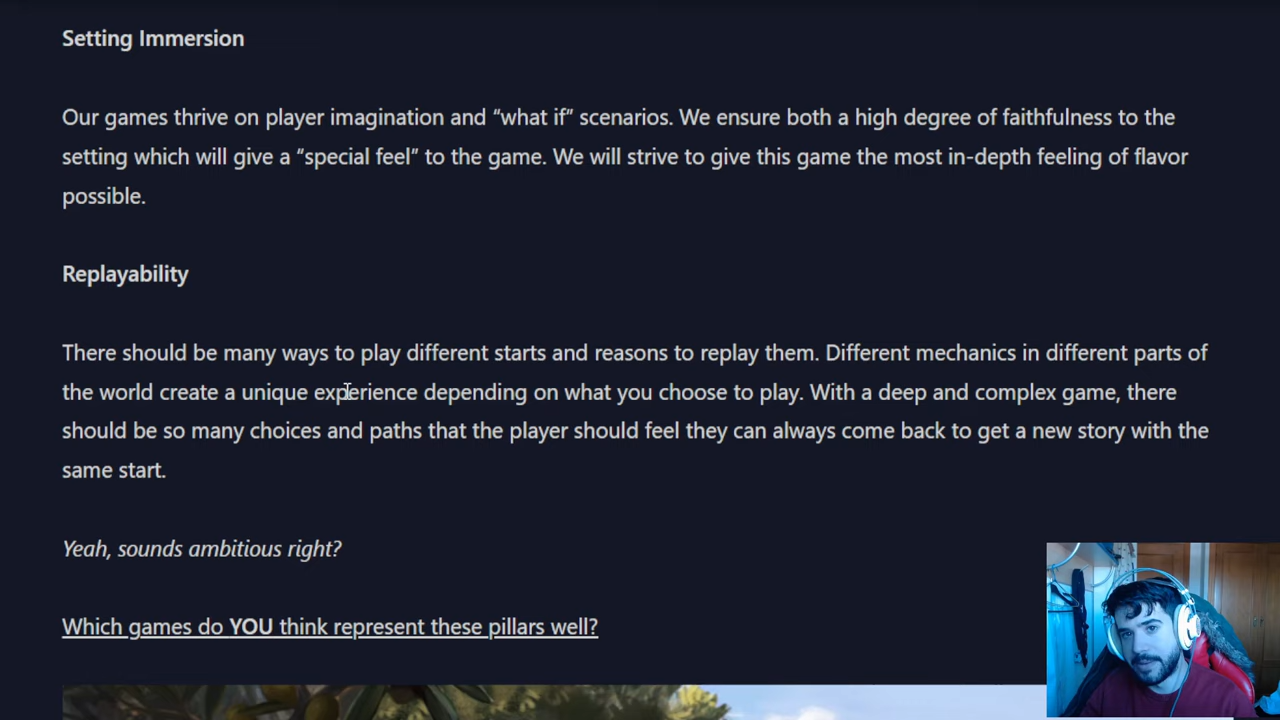 Setting Immersion
Our games thrive on player imagination and “what if” scenarios. We ensure both a high degree of faithfulness to the
setting which will give a “special feel” to the game. We will strive to give this game the most in-depth feeling of flavor
possible.
Replayability
There should be many ways to play different starts and reasons to replay them. Different mechanics in different parts of
the world create a unique experience depending on what you choose to play. With a deep and complex game, there
should be so many choices and paths that the player should feel they can always come back to get a new story with the
same start.
Yeah, sounds ambitious right?
Which games do YOU think represent these pillars well?